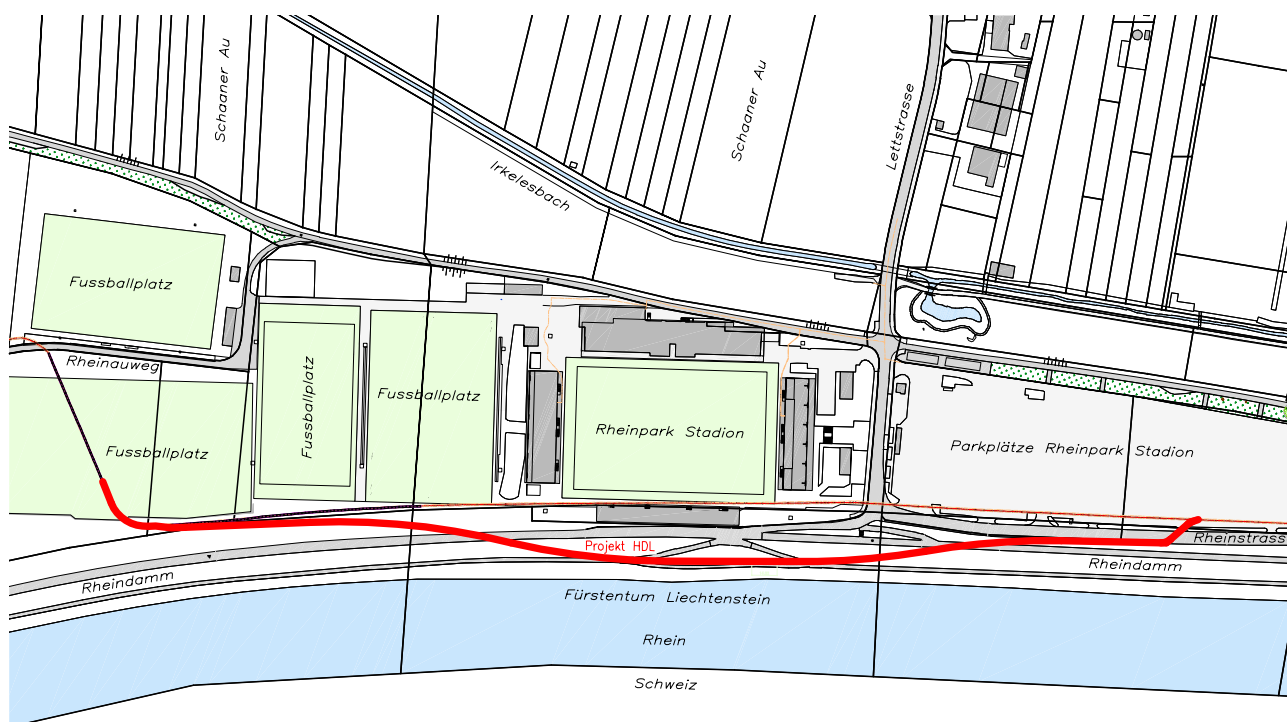 Schaaner Au
Schaaner Au
Lettstrasse
Irkelesbach
Fussballplatz
Rheinauweg
Fussballplatz
Fussballplatz
Fussballplatz
Rheinpark Stadion
Parkplätze Rheinpark Stadion
Projekt HDL
Rheinstrass
Rheindamm
Rheindamm
Fürstentum Liechtenstein
Rhein
Schweiz